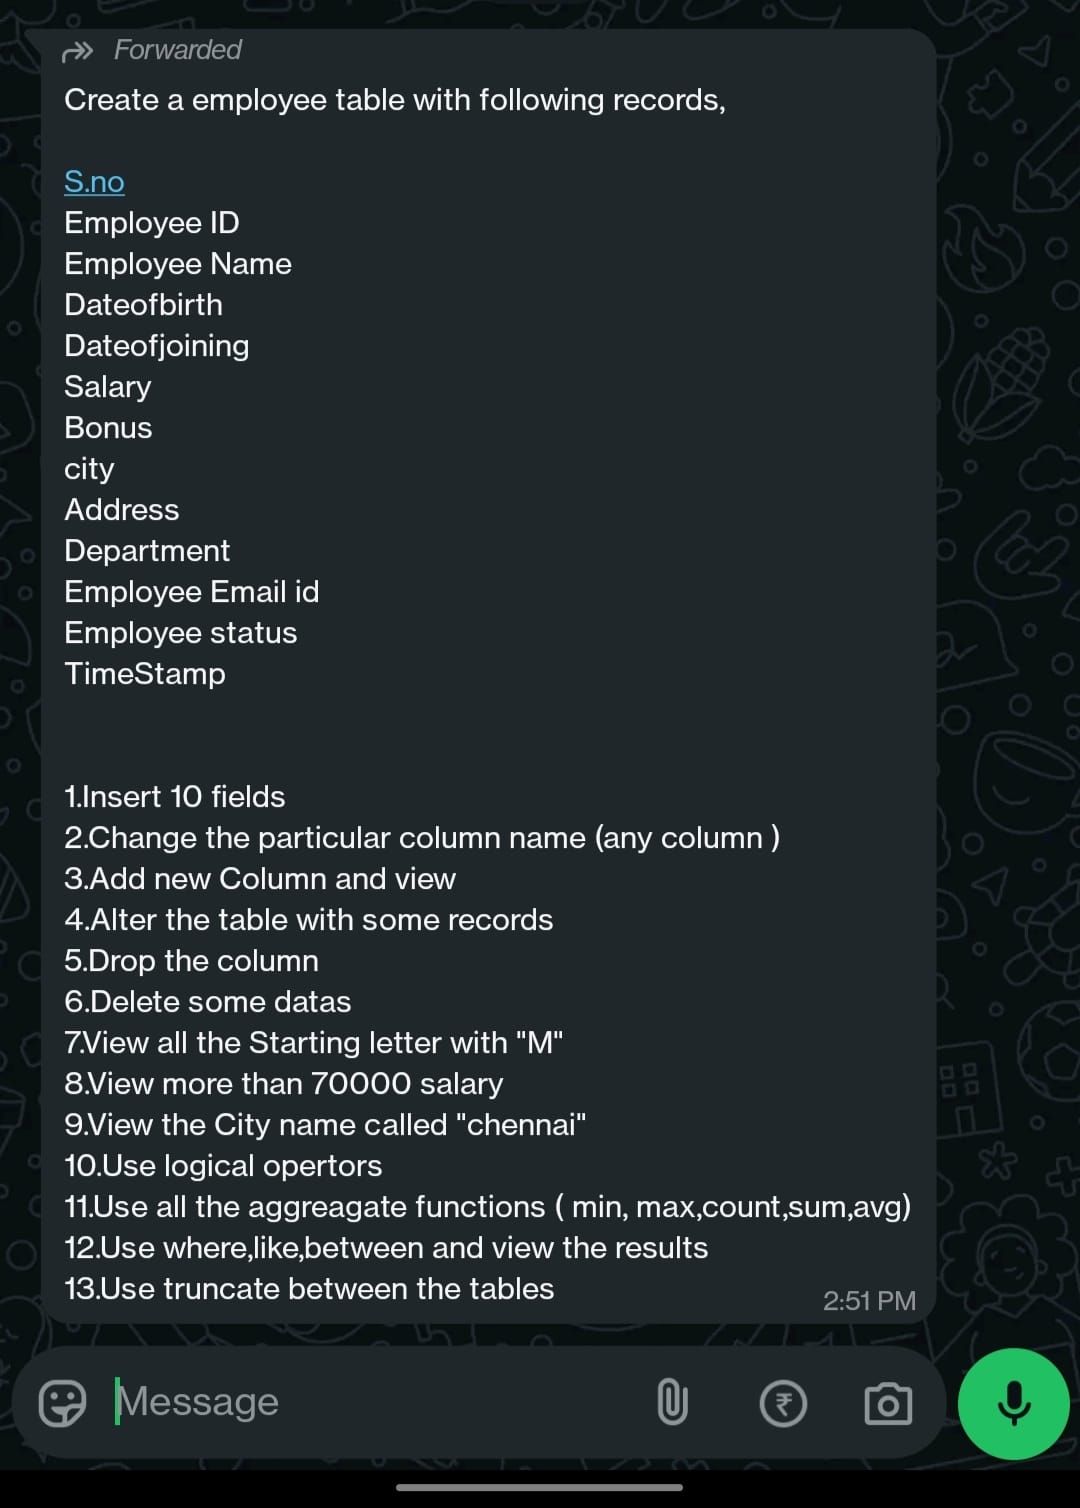 Forwarded
Create a employee table with following records,
S.no
Employee ID
Employee Name
Dateofbirth
Dateofjoining
Salary
Bonus
city
Address
Department
Employee Email id
Employee status
TimeStamp
1.Insert 10 fields
2.Change the particular column name (any column )
3.Add new Column and view
4.Alter the table with some records
5.Drop the column
6.Delete some datas
7.View all the Starting letter with "M"
8.View more than 70000 salary
9.View the City name called "chennai"
10.Use logical opertors
11.Use all the aggreagate functions ( min, max,count,sum,avg)
12.Use where,like,between and view the results
13.Use truncate between the tables
2:51 PM
Message